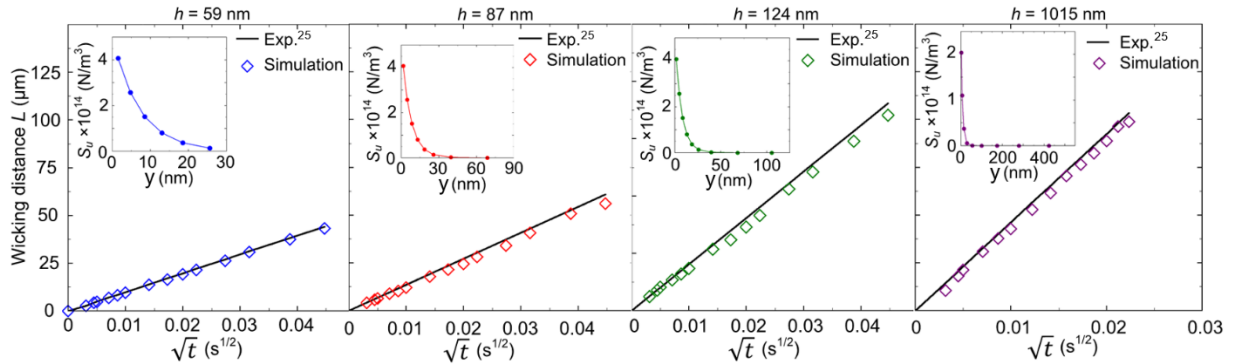 h = 59 nm
h = 87 nm
h = 124 nm
h = 1015 nm
Wicking distance L (μm)
125
100
75
50
25
0
S_u ×10^14 (N/m^3)
4
2
0
0 10 20 30
y (nm)
Exp.^25
Simulation
S_u ×10^14 (N/m^3)
4
2
0
0 30 60 90
y (nm)
Exp.^25
Simulation
S_u ×10^14 (N/m^3)
4
2
0
0 50 100
y (nm)
Exp.^25
Simulation
S_u ×10^14 (N/m^3)
2
1
0
0 200 400
y (nm)
Exp.^25
Simulation
0 0.01 0.02 0.03 0.04
0 0.01 0.02 0.03 0.04
0 0.01 0.02 0.03 0.04
0 0.01 0.02 0.03
√t (s^1/2)
√t (s^1/2)
√t (s^1/2)
√t (s^1/2)